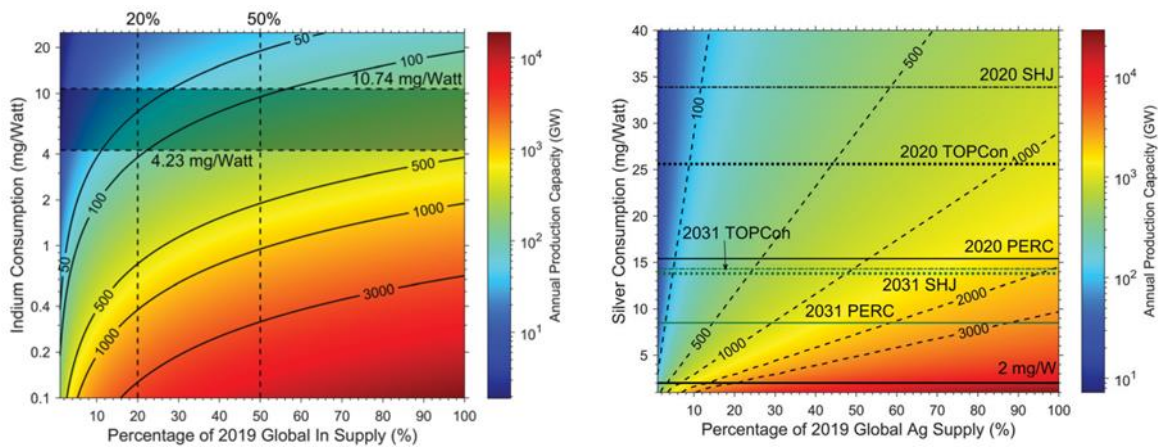 20%
50%
Indium Consumption (mg/Watt)
20
10
4
2
1
0.4
0.2
0.1
50
100
10.74 mg/Watt
4.23 mg/Watt
50
100
500
1000
500
1000
3000
10 20 30 40 50 60 70 80 90 100
Percentage of 2019 Global In Supply (%)
10⁴
10³
10²
10¹
Annual Production Capacity (GW)
Silver Consumption (mg/Watt)
40
35
30
25
20
15
10
5
500
2020 SHJ
100
2020 TOPCon
1000
2031 TOPCon
2020 PERC
2031 SHJ
2031 PERC
2000
500
1000
3000
2 mg/W
10 20 30 40 50 60 70 80 90 100
Percentage of 2019 Global Ag Supply (%)
10⁴
10³
10²
10¹
Annual Production Capacity (GW)